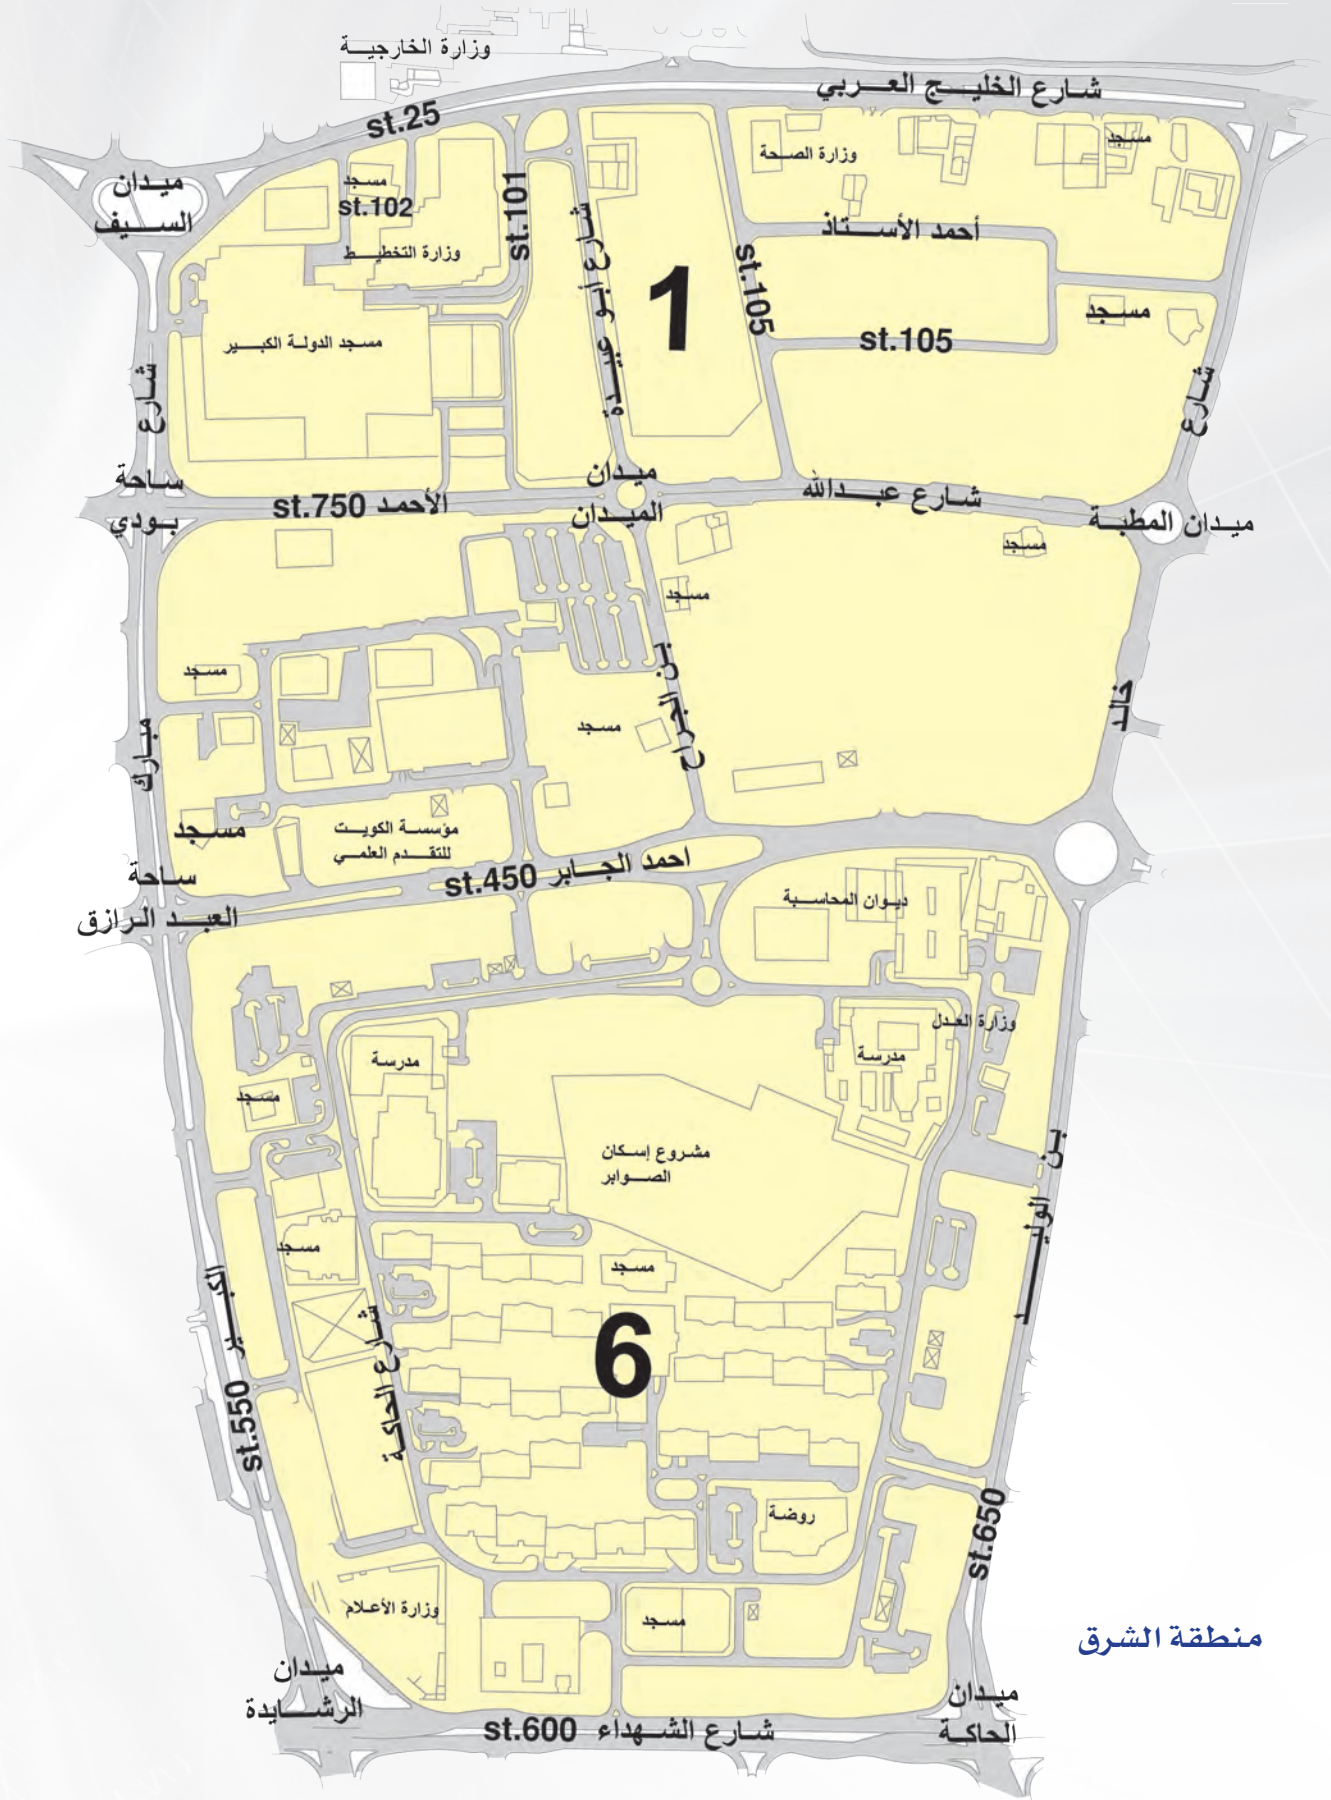 وزارة الخارجية
شارع الخليج العربي
st.25
مسجد
وزارة الصحة
ميدان
السيف
مسجد
st.102
st.101
شارع أبو عبيدة
أحمد الأستاذ
وزارة التخطيط
1
st.105
مسجد
st.105
مسجد الدولة الكبير
شارع
شارع
ساحة
بودي
st.750 الأحمد
ميدان
الميدان
شارع عبدالله
ميدان المطبة
مسجد
مسجد
بن الجراح
مسجد
خالد
مسجد
مبارك
مسجد
مؤسسة الكويت
للتقدم العلمي
ساحة
العبد الرازق
st.450 احمد الجابر
ديوان المحاسبة
وزارة العدل
مدرسة
مدرسة
مسجد
مشروع إسكان
الصوابر
بن
الوليد
مسجد
مسجد
الكبير
شارع الحاكة
6
st.550
st.650
روضة
وزارة الأعلام
مسجد
منطقة الشرق
ميدان
الرشايدة
ميدان
الحاكة
st.600 شارع الشهداء